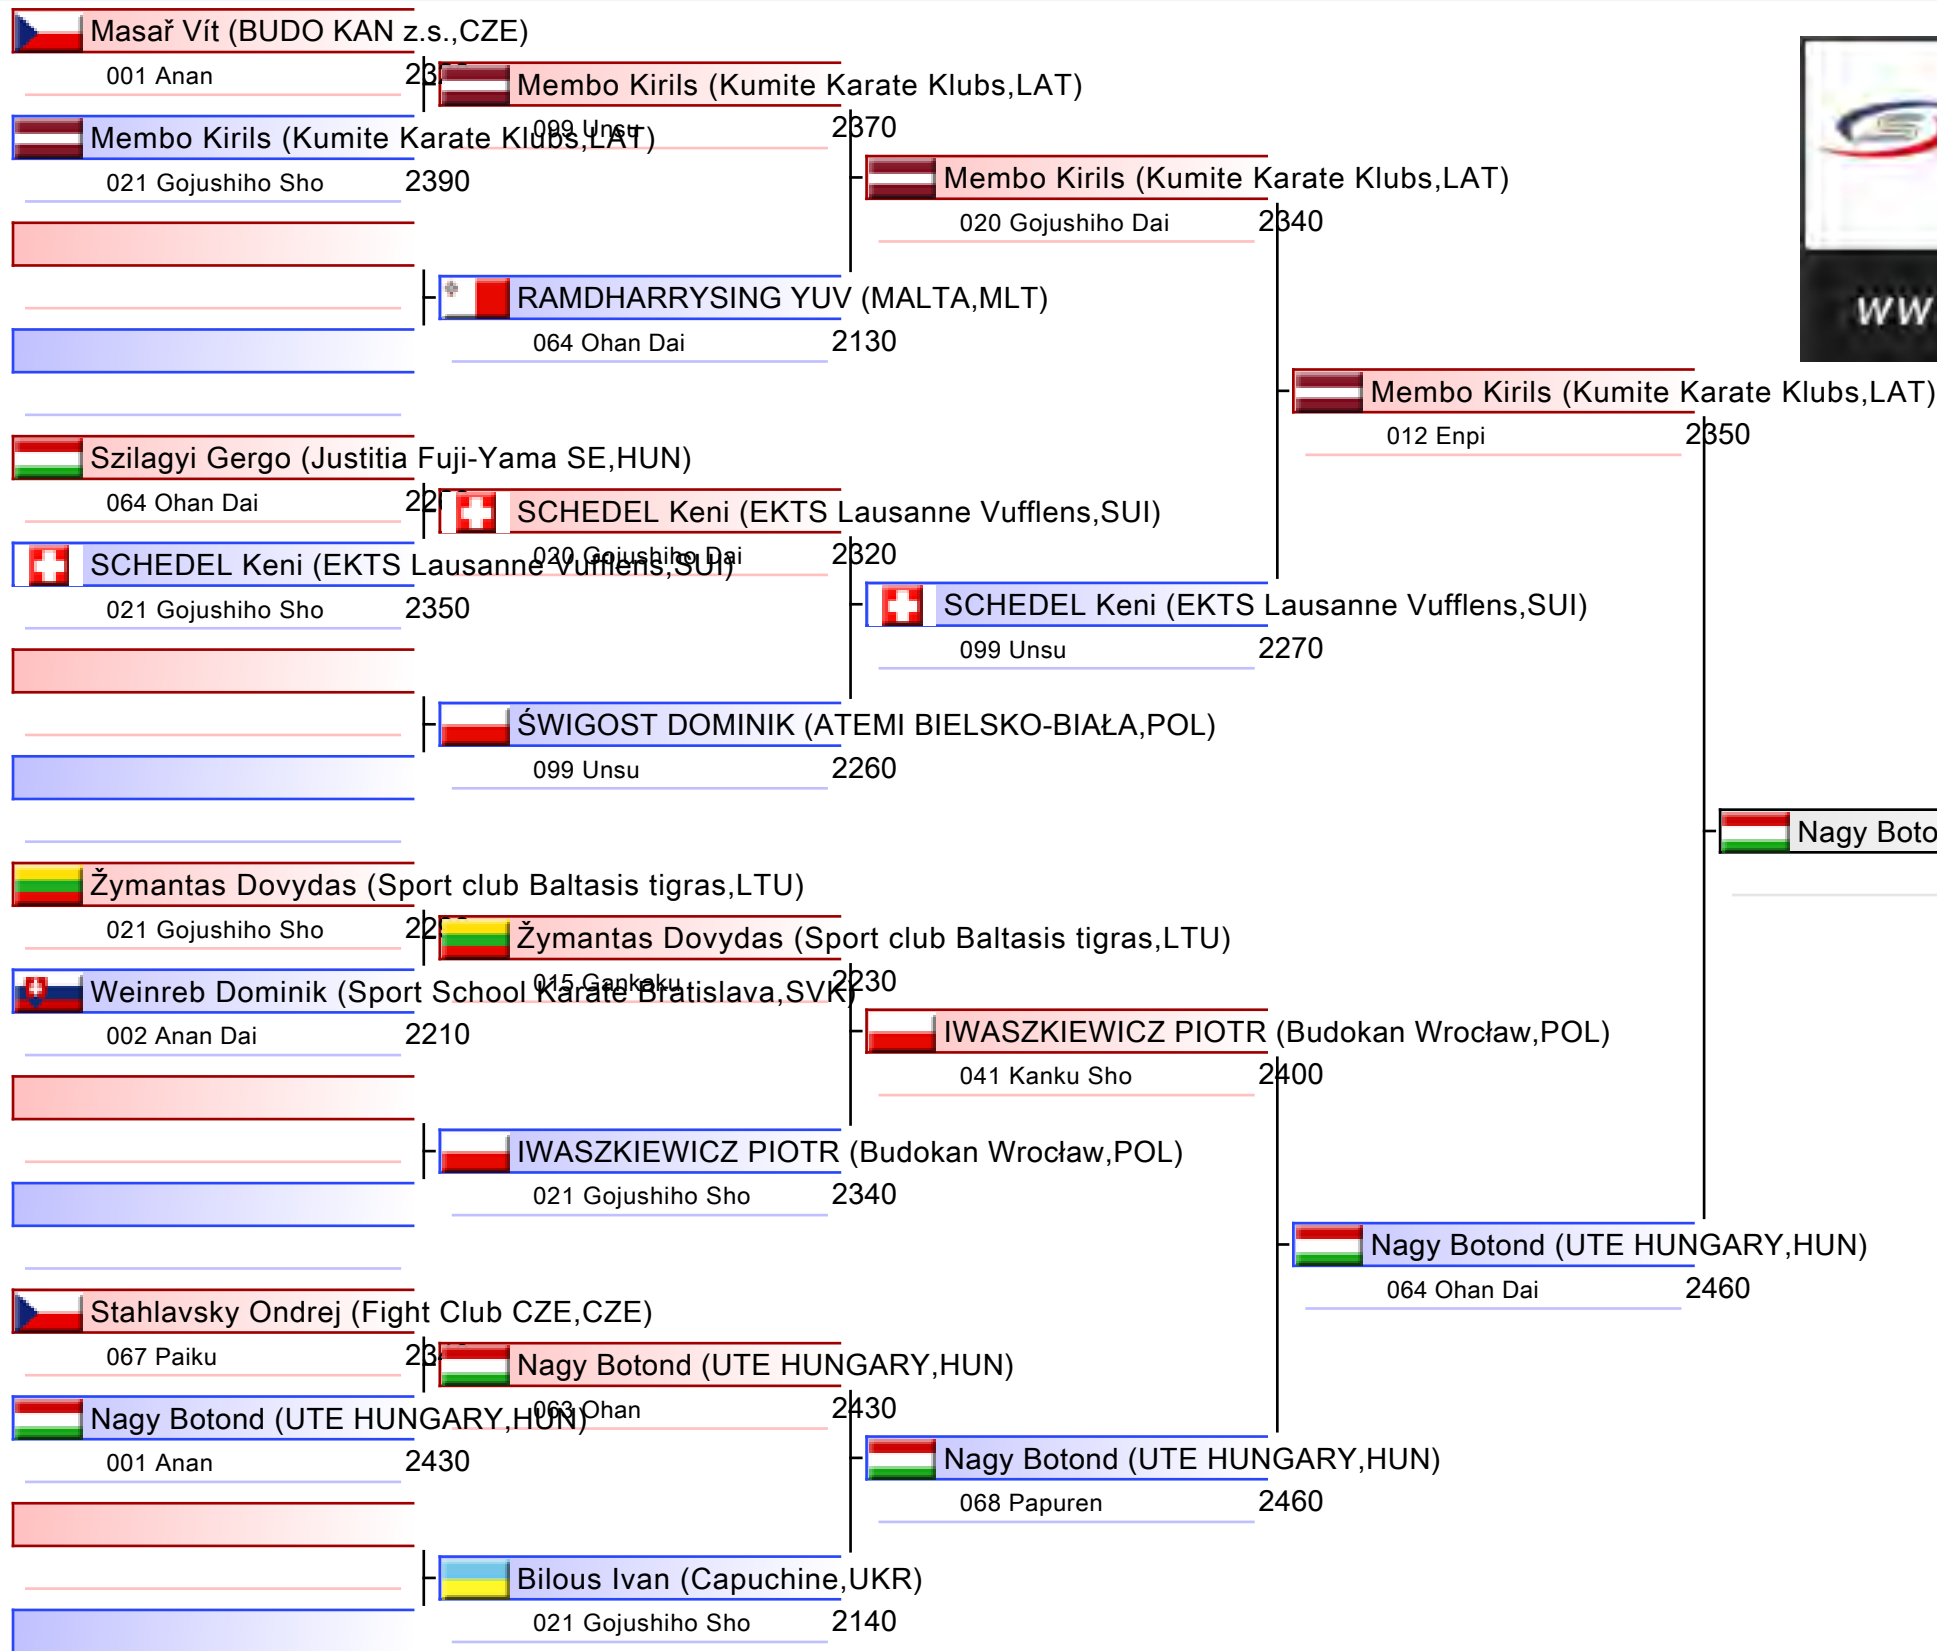 Masař Vít (BUDO KAN z.s.,CZE)
001 Anan
Membo Kirils (Kumite Karate Klubs,LAT)
021 Gojushiho Sho 2390
Szilagyi Gergo (Justitia Fuji-Yama SE,HUN)
064 Ohan Dai
SCHEDEL Keni (EKTS Lausanne Vufflens,SUI)
021 Gojushiho Sho 2350
Žymantas Dovydas (Sport club Baltasis tigras,LTU)
021 Gojushiho Sho
Weinreb Dominik (Sport School Karate Bratislava,SVK)
002 Anan Dai 2210
Stahlavsky Ondrej (Fight Club CZE,CZE)
067 Paiku
Nagy Botond (UTE HUNGARY,HUN)
001 Anan 2430
Membo Kirils (Kumite Karate Klubs,LAT)
099 Unsu 2370
RAMDHARRYSING YUV (MALTA,MLT)
064 Ohan Dai 2130
SCHEDEL Keni (EKTS Lausanne Vufflens,SUI)
020 Gojushiho Dai 2320
ŚWIGOST DOMINIK (ATEMI BIELSKO-BIAŁA,POL)
099 Unsu 2260
Žymantas Dovydas (Sport club Baltasis tigras,LTU)
015 Gankaku 2230
IWASZKIEWICZ PIOTR (Budokan Wrocław,POL)
021 Gojushiho Sho 2340
Nagy Botond (UTE HUNGARY,HUN)
063 Ohan 2430
Bilous Ivan (Capuchine,UKR)
021 Gojushiho Sho 2140
Membo Kirils (Kumite Karate Klubs,LAT)
020 Gojushiho Dai 2340
SCHEDEL Keni (EKTS Lausanne Vufflens,SUI)
099 Unsu 2270
IWASZKIEWICZ PIOTR (Budokan Wrocław,POL)
041 Kanku Sho 2400
Nagy Botond (UTE HUNGARY,HUN)
068 Papuren 2460
Membo Kirils (Kumite Karate Klubs,LAT)
012 Enpi 2350
Nagy Botond (UTE HUNGARY,HUN)
064 Ohan Dai 2460
Nagy Boto
ww